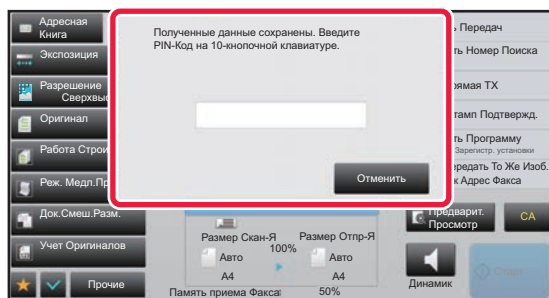 Адресная
Книга
Экспозиция
Разрешение
Сверхвыс
Оригинал
Работа Строи
Реж. Медл.Пр
Док.Смеш.Разм.
Учет Оригиналов
Прочие
Полученные данные сохранены. Введите
PIN-Код на 10-кнопочной клавиатуре.
Отменить
Размер Скан-Я
100%
Размер Отпр-Я
Авто
A4
Авто
A4
Память приема Факса:
50%
Передач
ть Номер Поиска
рямая TX
тамп Подтвержд.
ть Программу
Зарегистр. установки
ередать То Же Изоб.
к Адрес Факса
Предварит.
Просмотр
CA
Динамик
Старт